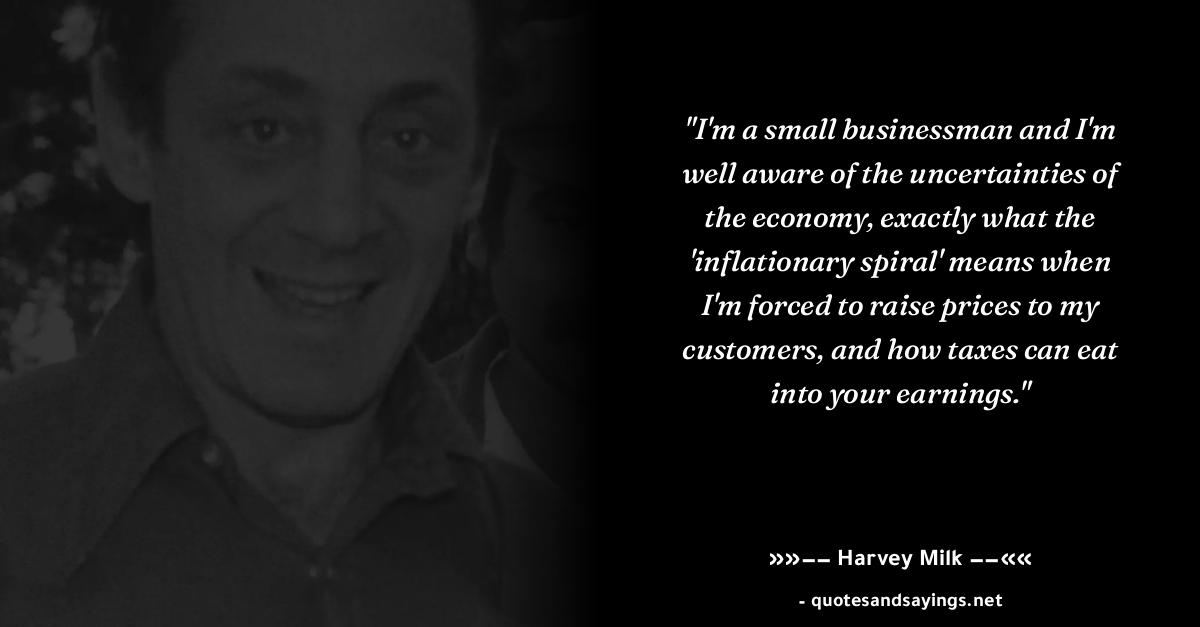 "I'm a small businessman and I'm
well aware of the uncertainties of
the economy, exactly what the
'inflationary spiral' means when
I'm forced to raise prices to my
customers, and how taxes can eat
into your earnings."
»»−− Harvey Milk −−««
- quotesandsayings.net